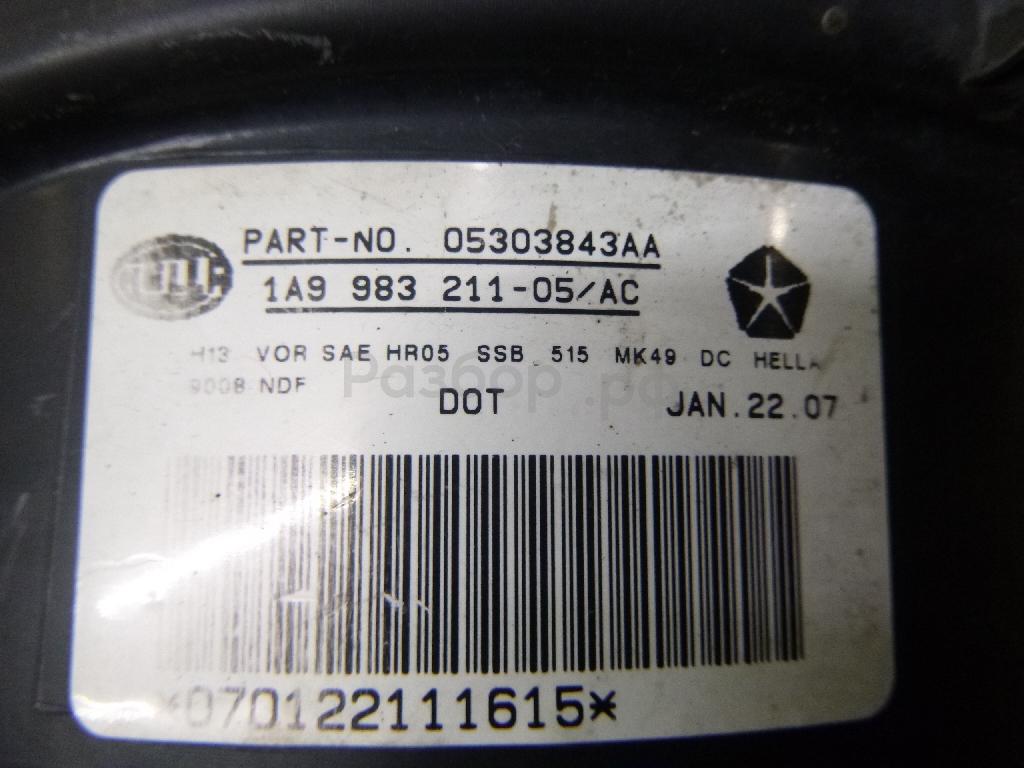 PART-NO. 05303843AA
1A9 983 211-05/AC
H13 VOR SAE HR05 SSB 515 MK49 DC HELLA
9008 NDF
Разбор.рф
DOT
JAN.22.07
*070122111615*